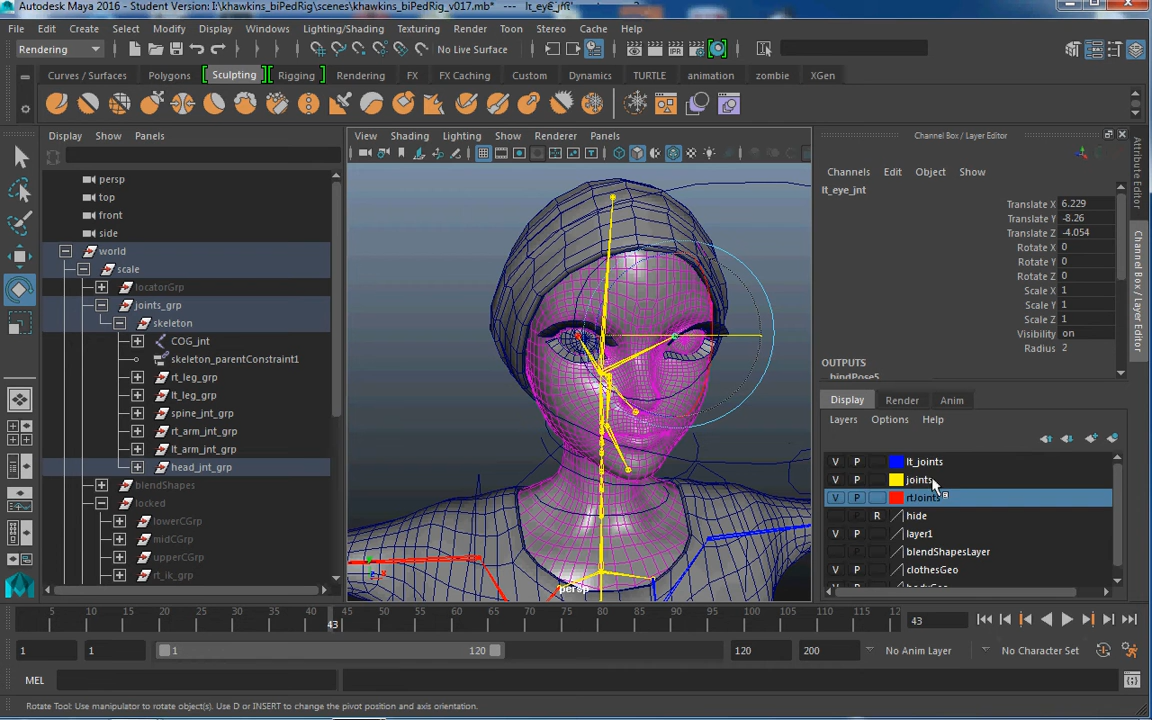 Autodesk Maya 2016 - Student Version: I:\khawkins_biPedRig\scenes\khawkins_biPedRig_v017.mb* --- lt_eye_jnt
File Edit Create Select Modify Display Windows Lighting/Shading Texturing Render Toon Stereo Cache Help
Rendering No Live Surface
Curves / Surfaces Polygons Sculpting Rigging Rendering FX FX Caching Custom Dynamics TURTLE animation zombie XGen
Display Show Panels
persp
top
front
side
world
scale
locatorGrp
joints_grp
skeleton
COG_jnt
skeleton_parentConstraint1
rt_leg_grp
lt_leg_grp
spine_jnt_grp
rt_arm_jnt_grp
lt_arm_jnt_grp
head_jnt_grp
blendShapes
locked
lowerCGrp
midCGrp
upperCGrp
rt_ik_grp
View Shading Lighting Show Renderer Panels
persp
Channel Box / Layer Editor
Channels Edit Object Show
lt_eye_jnt
Translate X 6.229
Translate Y -8.26
Translate Z -4.054
Rotate X 0
Rotate Y 0
Rotate Z 0
Scale X 1
Scale Y 1
Scale Z 1
Visibility on
Radius 2
OUTPUTS
bindPose5
Display Render Anim
Layers Options Help
V P lt_joints
V P joints
V P rtJoints
R hide
V P layer1
blendShapesLayer
V P clothesGeo
bodyGeo
Attribute Editor
Channel Box / Layer Editor
5 10 15 20 25 30 35 40 45 50 55 60 65 70 75 80 85 90 95 100 105 110 115 12
43 43
1 1 1 120 120 200 No Anim Layer No Character Set
MEL
Rotate Tool: Use manipulator to rotate object(s). Use D or INSERT to change the pivot position and axis orientation.